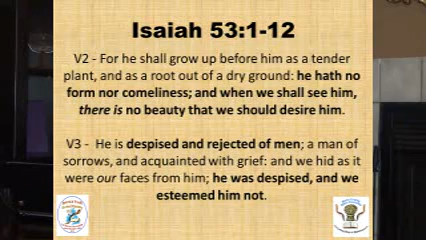 Isaiah 53:1-12
V2 - For he shall grow up before him as a tender
plant, and as a root out of a dry ground: he hath no
form nor comeliness; and when we shall see him,
there is no beauty that we should desire him.
V3 - He is despised and rejected of men; a man of
sorrows, and acquainted with grief: and we hid as it
were our faces from him; he was despised, and we
esteemed him not.